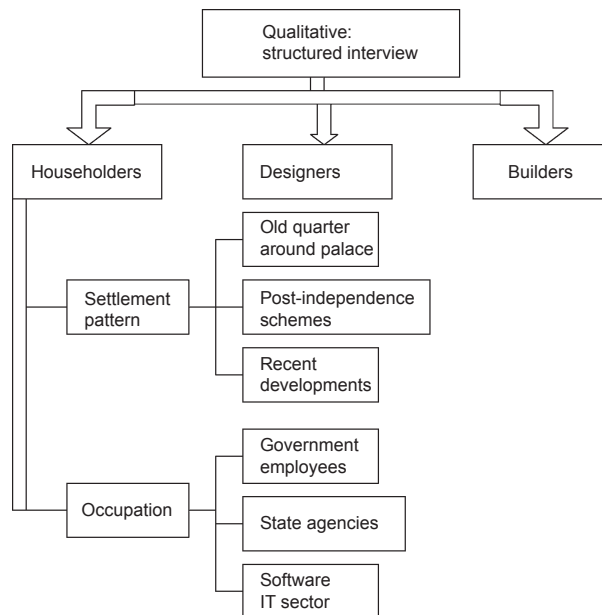 Qualitative:
structured interview
Householders
Designers
Builders
Old quarter
around palace
Settlement
pattern
Post-independence
schemes
Recent
developments
Government
employees
Occupation
State agencies
Software
IT sector